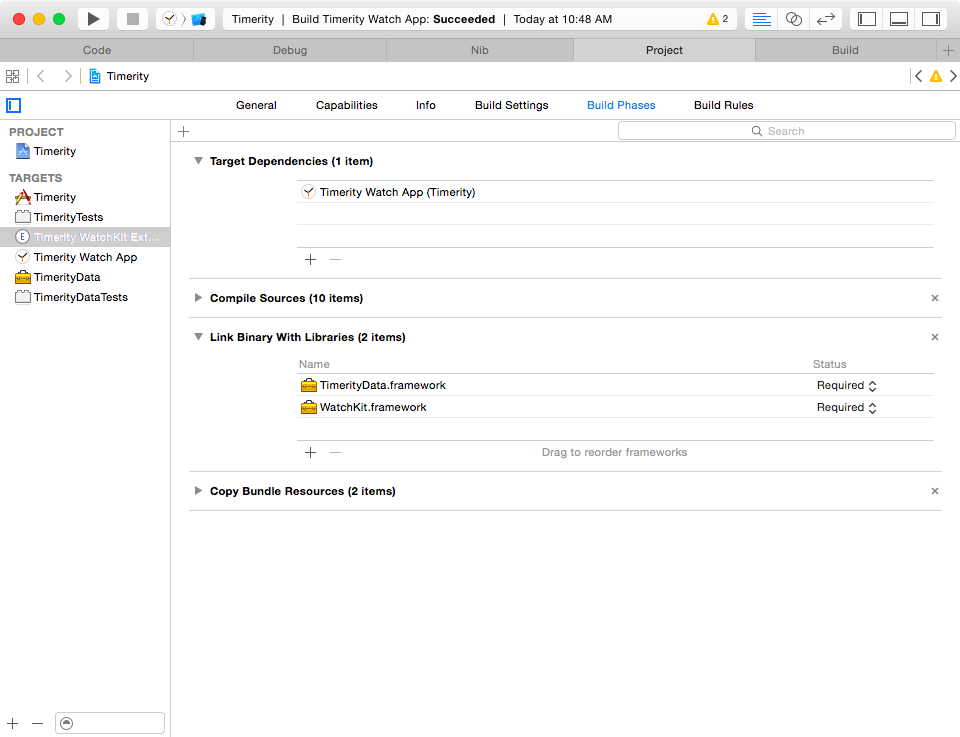 Timerity | Build Timerity Watch App: Succeeded | Today at 10:48 AM 2
Code Debug Nib Project Build
Timerity
General Capabilities Info Build Settings Build Phases Build Rules
PROJECT
Timerity
TARGETS
Timerity
TimerityTests
E Timerity WatchKit Ext...
Timerity Watch App
TimerityData
TimerityDataTests
Search
Target Dependencies (1 item)
Timerity Watch App (Timerity)
Compile Sources (10 items)
Link Binary With Libraries (2 items)
Name Status
TimerityData.framework Required
WatchKit.framework Required
Drag to reorder frameworks
Copy Bundle Resources (2 items)